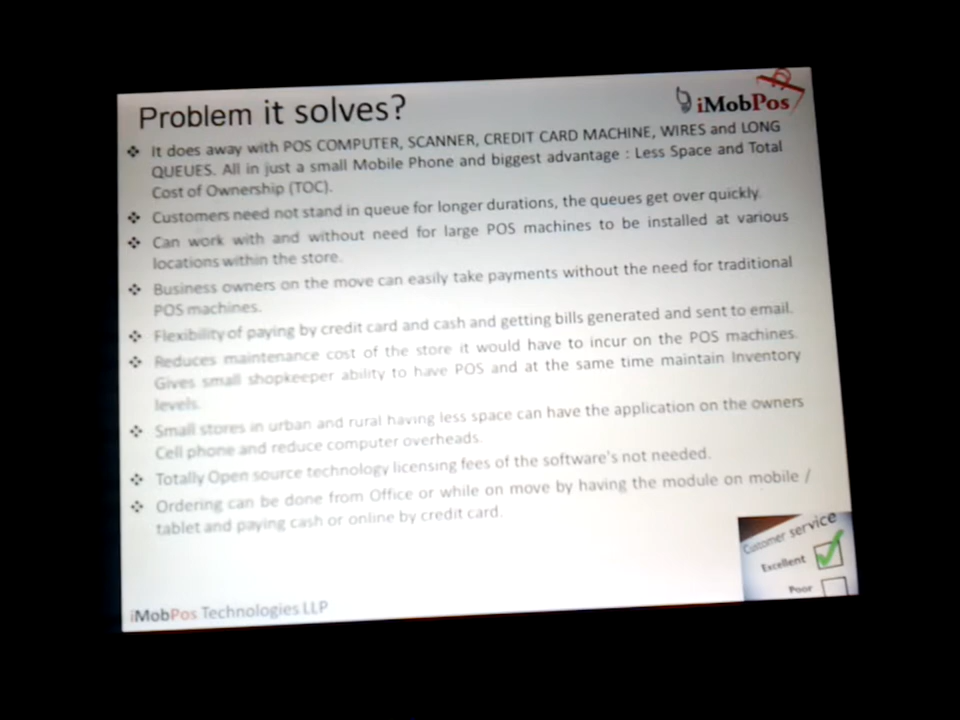 Problem it solves?
iMobPos
❖ It does away with POS COMPUTER, SCANNER, CREDIT CARD MACHINE, WIRES and LONG
QUEUES. All in just a small Mobile Phone and biggest advantage : Less Space and Total
Cost of Ownership (TOC).
❖ Customers need not stand in queue for longer durations, the queues get over quickly.
❖ Can work with and without need for large POS machines to be installed at various
locations within the store.
❖ Business owners on the move can easily take payments without the need for traditional
POS machines.
❖ Flexibility of paying by credit card and cash and getting bills generated and sent to email.
❖ Reduces maintenance cost of the store it would have to incur on the POS machines.
Gives small shopkeeper ability to have POS and at the same time maintain Inventory
levels.
❖ Small stores in urban and rural having less space can have the application on the owners
Cell phone and reduce computer overheads.
❖ Totally Open source technology licensing fees of the software's not needed.
❖ Ordering can be done from Office or while on move by having the module on mobile /
tablet and paying cash or online by credit card.
Customer service
Excellent
Poor
iMobPos Technologies LLP